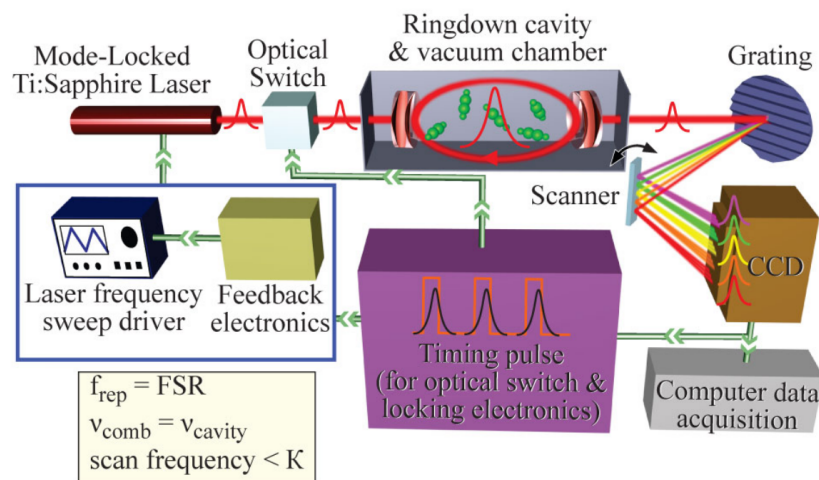 Mode-Locked
Ti:Sapphire Laser
Optical
Switch
Ringdown cavity
& vacuum chamber
Grating
Scanner
CCD
Laser frequency
sweep driver
Feedback
electronics
Timing pulse
(for optical switch &
locking electronics)
Computer data
acquisition
f_rep = FSR
ν_comb = ν_cavity
scan frequency < K